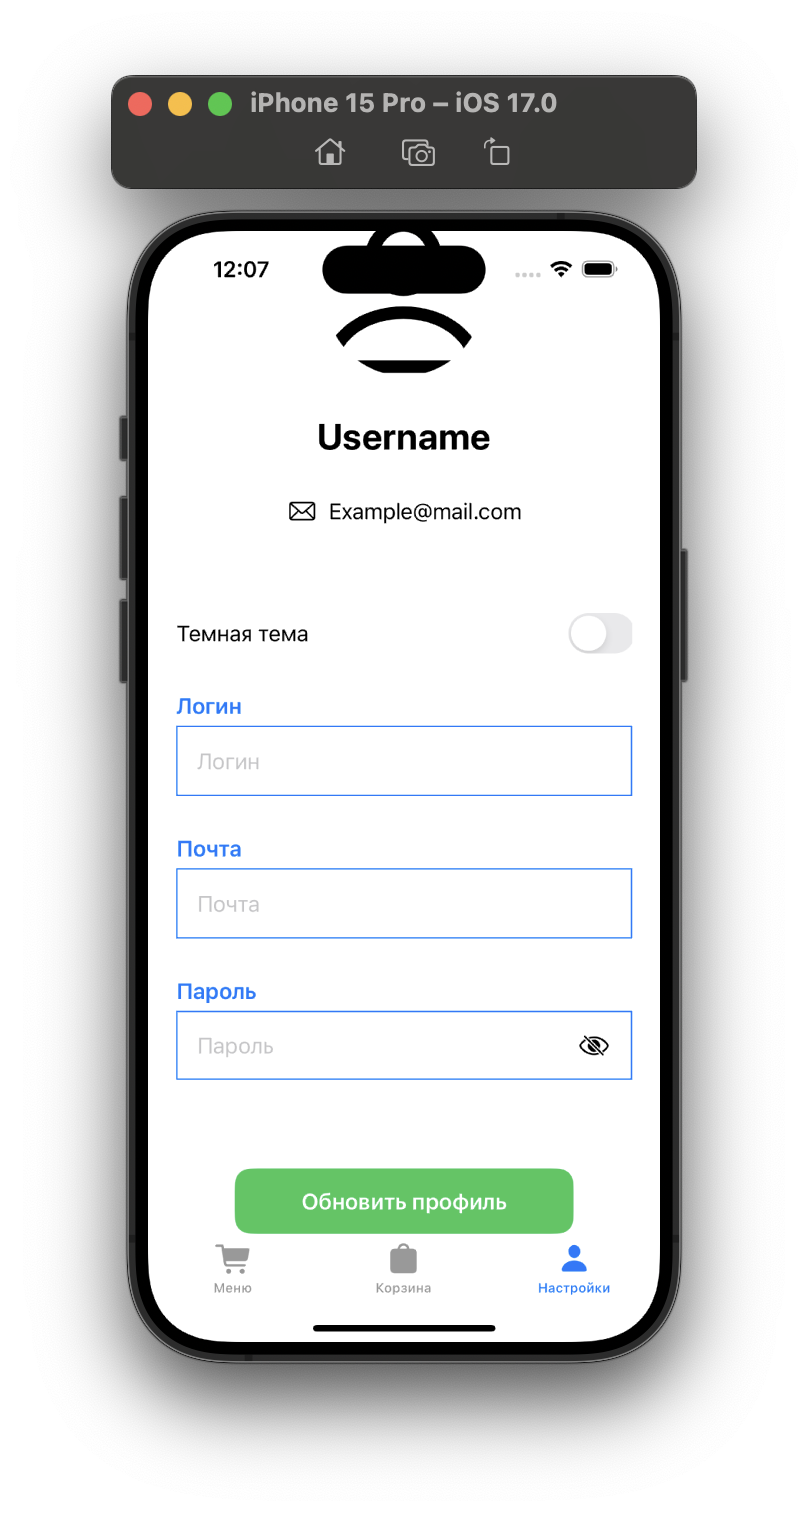 iPhone 15 Pro – iOS 17.0
12:07
Username
Example@mail.com
Темная тема
Логин
Логин
Почта
Почта
Пароль
Пароль
Обновить профиль
Меню
Корзина
Настройки